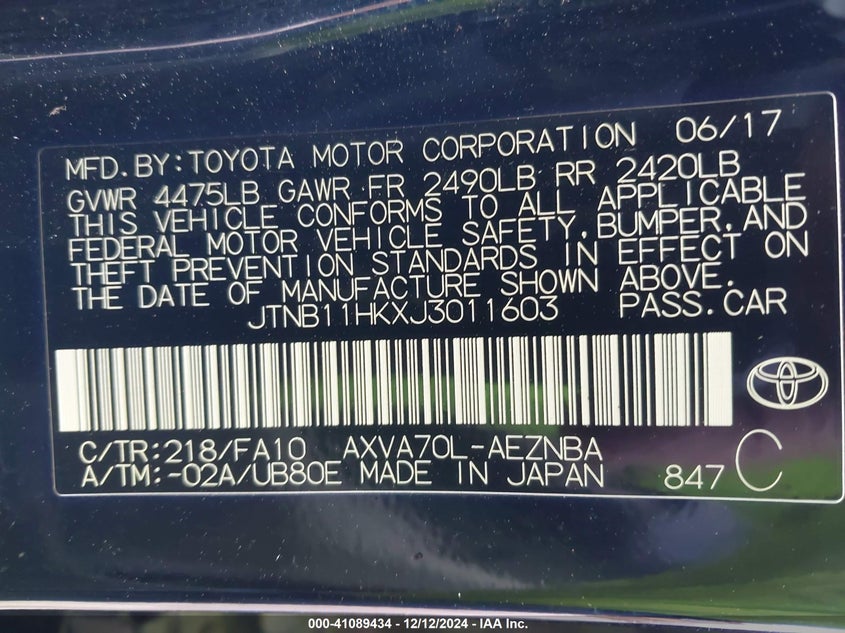 MFD.BY:TOYOTA MOTOR CORPORATION 06/17
GVWR 4475LB GAWR FR 2490LB RR 2420LB
THIS VEHICLE CONFORMS TO ALL APPLICABLE
FEDERAL MOTOR VEHICLE SAFETY,BUMPER,AND
THEFT PREVENTION STANDARDS IN EFFECT ON
THE DATE OF MANUFACTURE SHOWN ABOVE.
JTNB11HKXJ3011603 PASS.CAR
C/TR:218/FA10 AXVA70L-AEZNBA
A/TM:-02A/UB80E MADE IN JAPAN 847 C
000-41089434 - 12/12/2024 - IAA Inc.